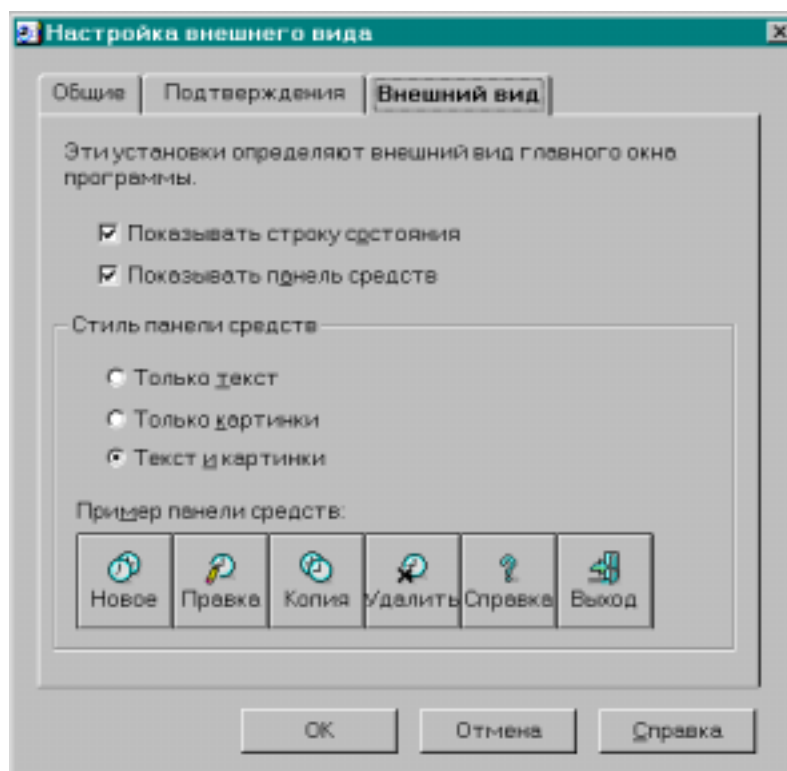 Настройка внешнего вида
Общие Подтверждения Внешний вид
Эти установки определяют внешний вид главного окна
программы.
Показывать строку состояния
Показывать панель средств
Стиль панели средств
Только текст
Только картинки
Текст и картинки
Пример панели средств:
Новое Правка Копия Удалить Справка Выход
OK Отмена Справка